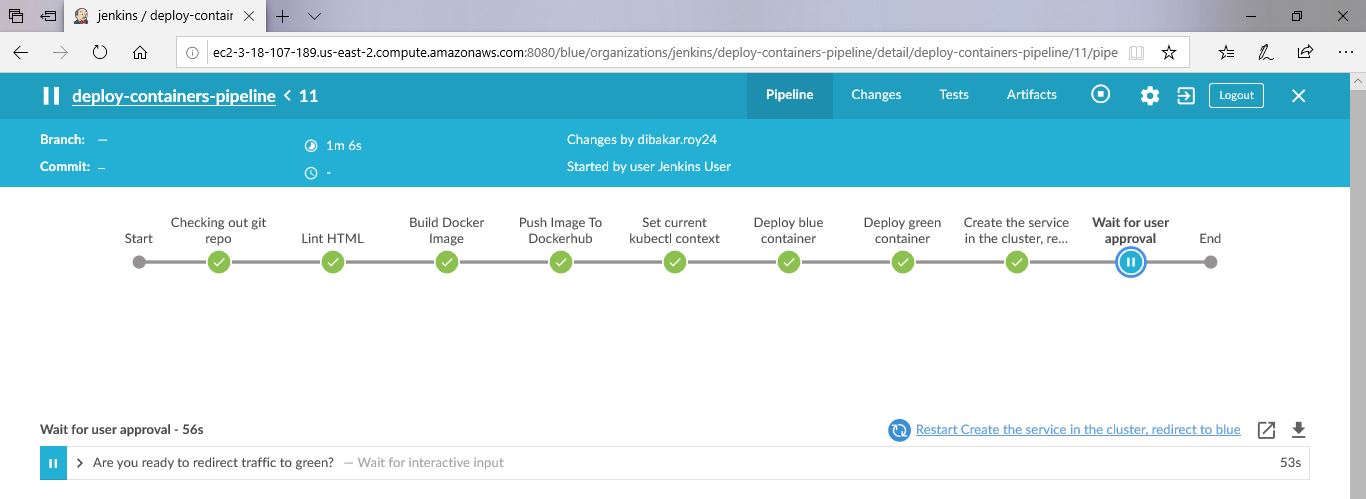 jenkins / deploy-contair
ec2-3-18-107-189.us-east-2.compute.amazonaws.com:8080/blue/organizations/jenkins/deploy-containers-pipeline/detail/deploy-containers-pipeline/11/pipe
deploy-containers-pipeline < 11
Pipeline Changes Tests Artifacts Logout
Branch: — 1m 6s Changes by dibakar.roy24
Commit: – - Started by user Jenkins User
Start
Checking out git
repo
Lint HTML
Build Docker
Image
Push Image To
Dockerhub
Set current
kubectl context
Deploy blue
container
Deploy green
container
Create the service
in the cluster, re...
Wait for user
approval
End
Wait for user approval - 56s
Restart Create the service in the cluster, redirect to blue
Are you ready to redirect traffic to green? — Wait for interactive input 53s